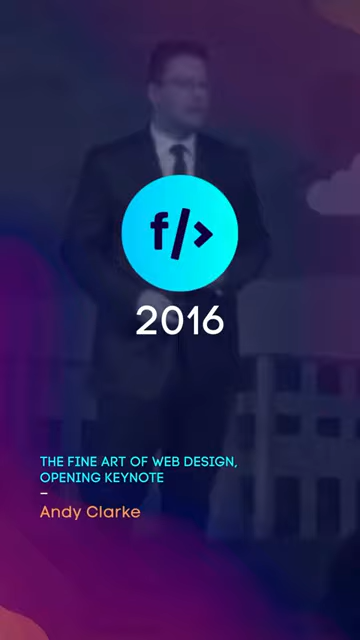 f/>
2016
THE FINE ART OF WEB DESIGN,
OPENING KEYNOTE
–
Andy Clarke